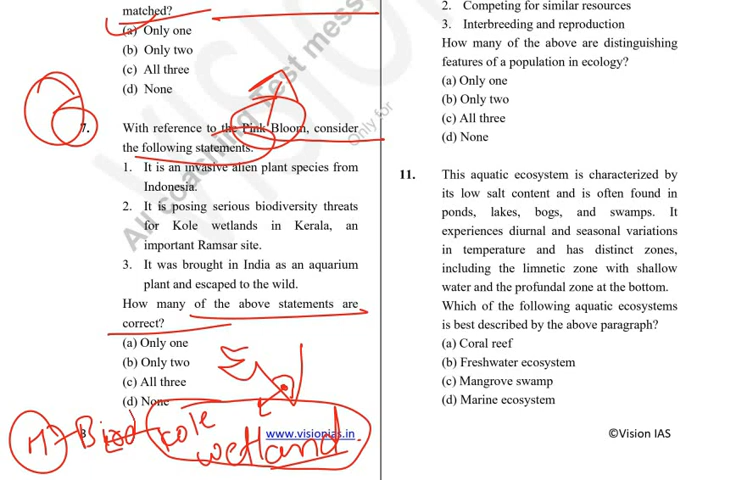 matched?
(a) Only one
(b) Only two
(c) All three
(d) None
7. With reference to the Pink Bloom, consider
the following statements.
1. It is an invasive alien plant species from
Indonesia.
2. It is posing serious biodiversity threats
for Kole wetlands in Kerala, an
important Ramsar site.
3. It was brought in India as an aquarium
plant and escaped to the wild.
How many of the above statements are
correct?
(a) Only one
(b) Only two
(c) All three
(d) None
kole
wetland
www.visionias.in
2. Competing for similar resources
3. Interbreeding and reproduction
How many of the above are distinguishing
features of a population in ecology?
(a) Only one
(b) Only two
(c) All three
(d) None
11. This aquatic ecosystem is characterized by
its low salt content and is often found in
ponds, lakes, bogs, and swamps. It
experiences diurnal and seasonal variations
in temperature and has distinct zones,
including the limnetic zone with shallow
water and the profundal zone at the bottom.
Which of the following aquatic ecosystems
is best described by the above paragraph?
(a) Coral reef
(b) Freshwater ecosystem
(c) Mangrove swamp
(d) Marine ecosystem
©Vision IAS